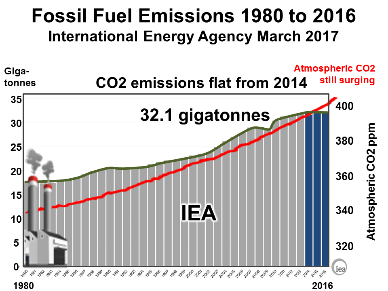 Fossil Fuel Emissions 1980 to 2016
International Energy Agency March 2017
Giga-
tonnes
Atmospheric CO2
still surging
CO2 emissions flat from 2014
32.1 gigatonnes
35
30
25
20
15
10
5
0
400
380
360
340
320
Atmospheric CO2 ppm
IEA
iea
1980
2016